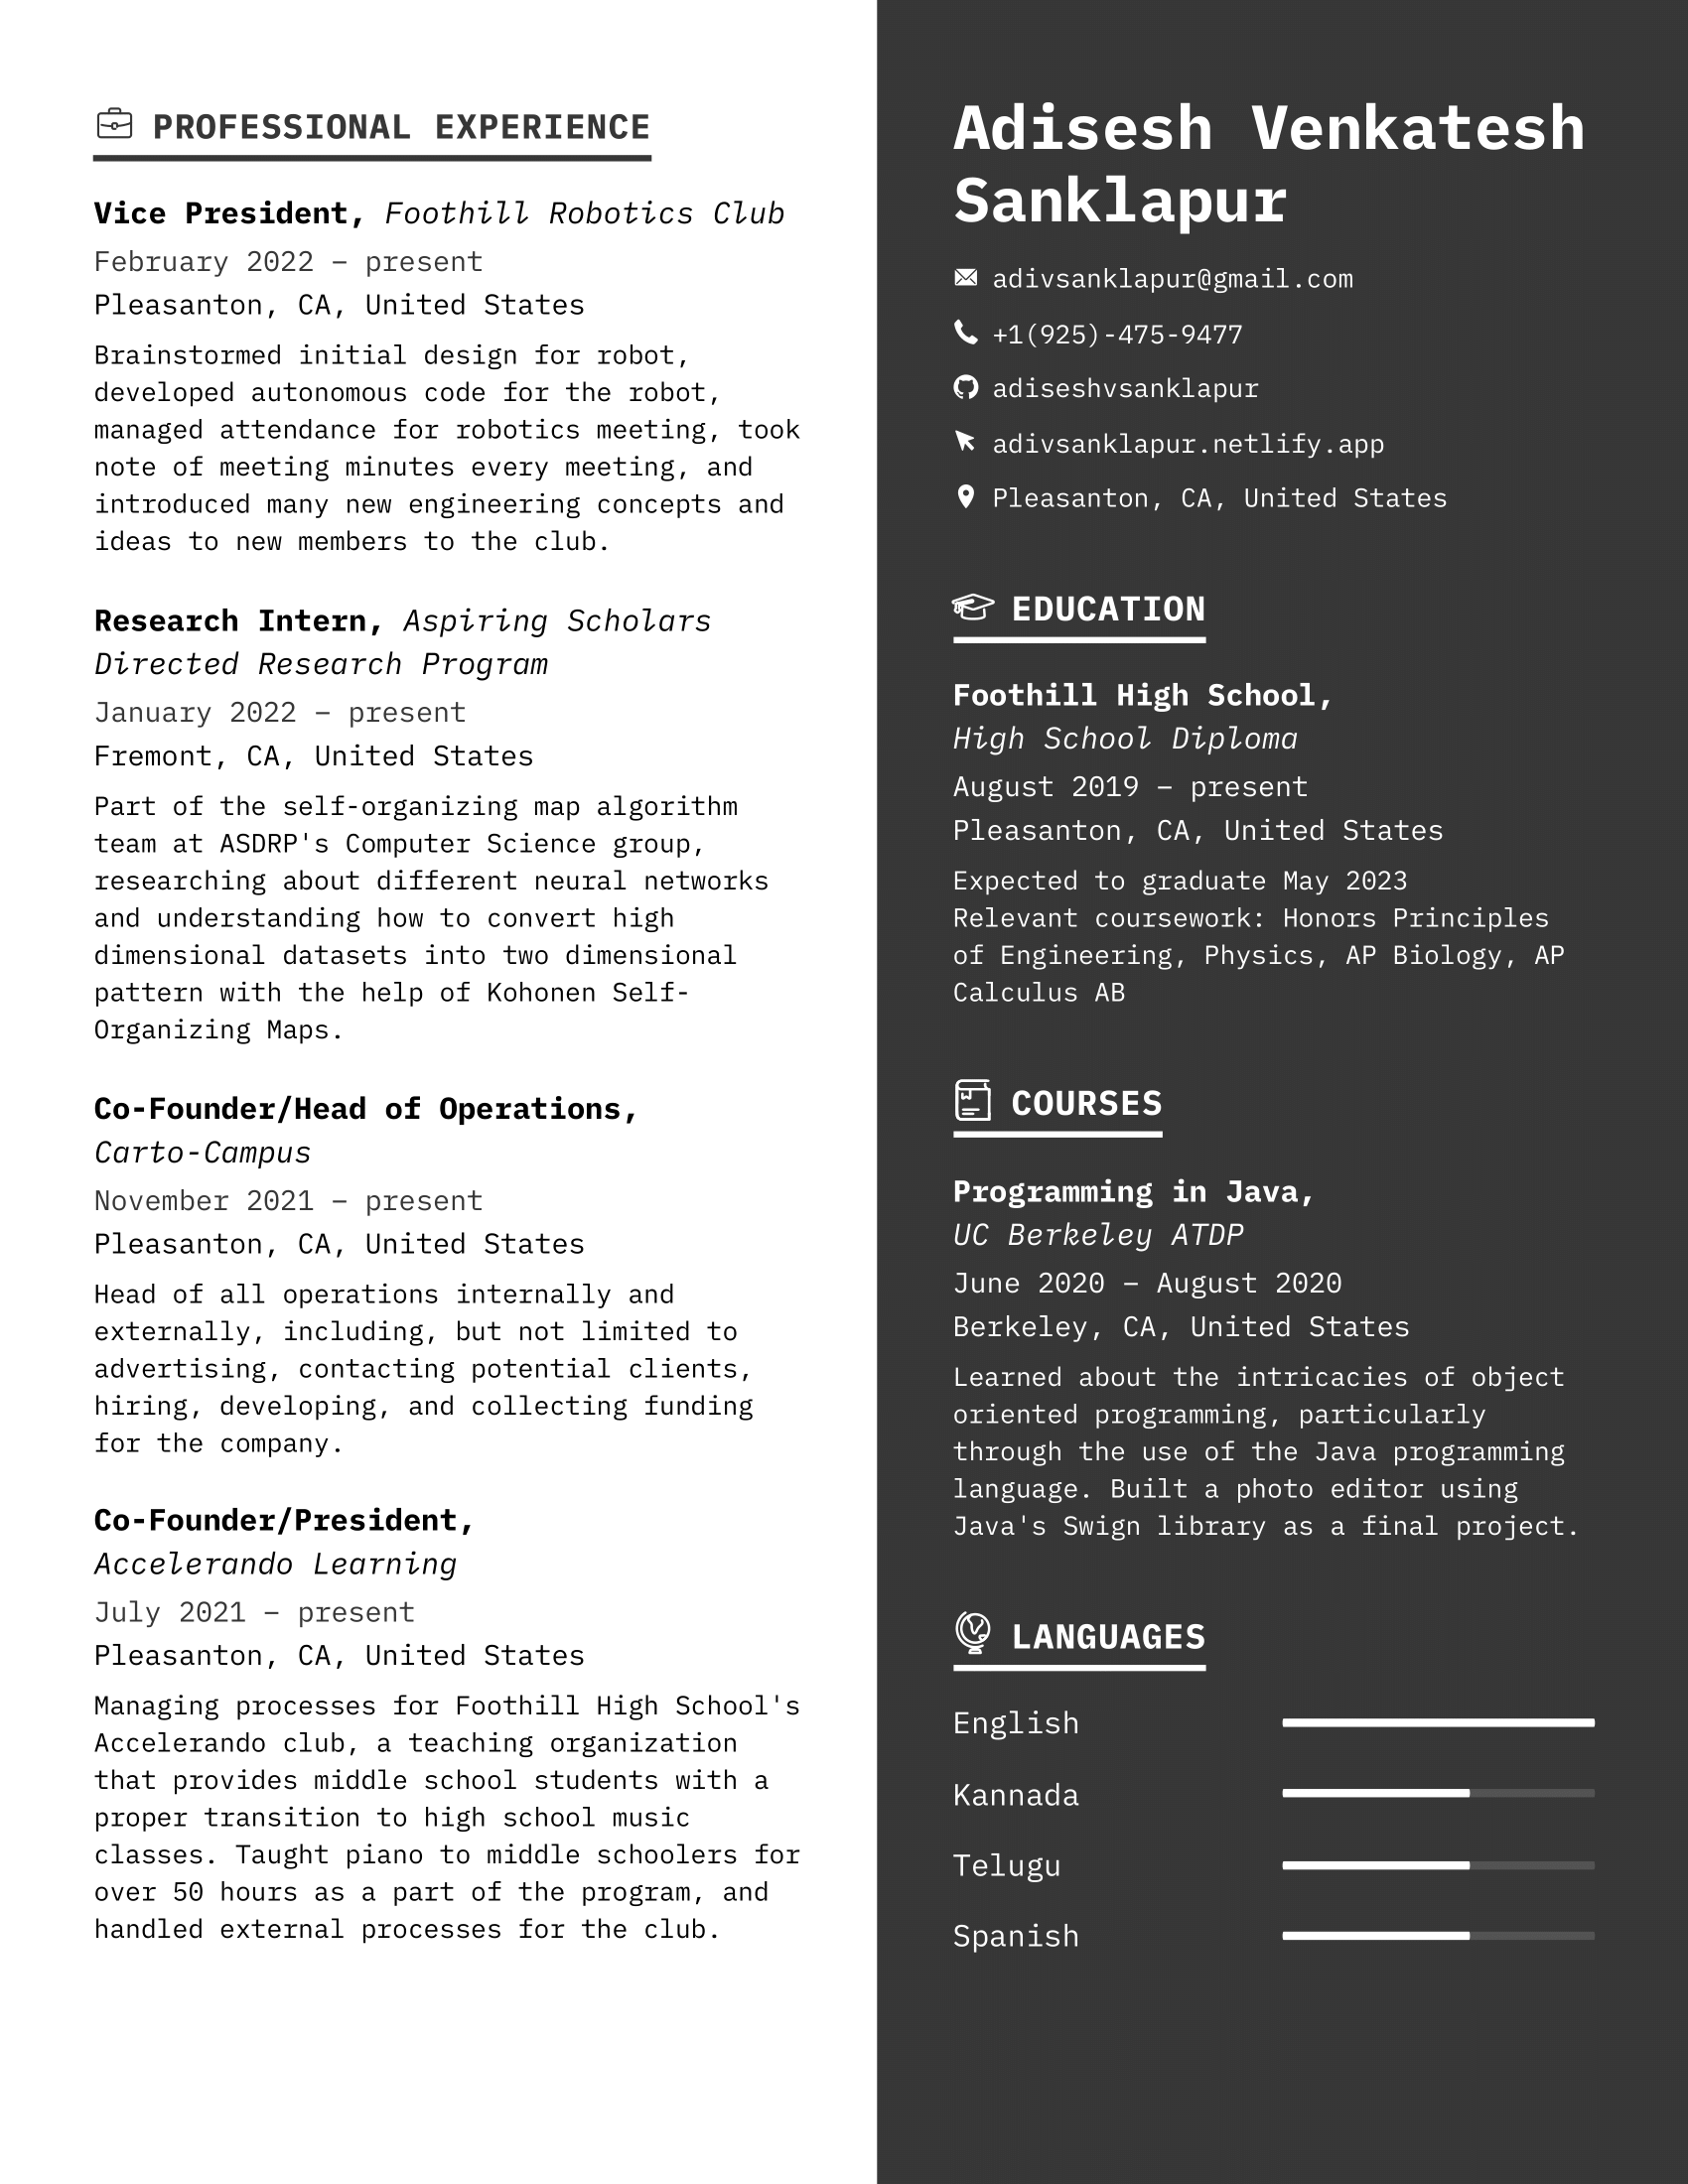 PROFESSIONAL EXPERIENCE
Vice President, Foothill Robotics Club
February 2022 – present
Pleasanton, CA, United States
Brainstormed initial design for robot,
developed autonomous code for the robot,
managed attendance for robotics meeting, took
note of meeting minutes every meeting, and
introduced many new engineering concepts and
ideas to new members to the club.
Research Intern, Aspiring Scholars
Directed Research Program
January 2022 – present
Fremont, CA, United States
Part of the self-organizing map algorithm
team at ASDRP's Computer Science group,
researching about different neural networks
and understanding how to convert high
dimensional datasets into two dimensional
pattern with the help of Kohonen Self-
Organizing Maps.
Co-Founder/Head of Operations,
Carto-Campus
November 2021 – present
Pleasanton, CA, United States
Head of all operations internally and
externally, including, but not limited to
advertising, contacting potential clients,
hiring, developing, and collecting funding
for the company.
Co-Founder/President,
Accelerando Learning
July 2021 – present
Pleasanton, CA, United States
Managing processes for Foothill High School's
Accelerando club, a teaching organization
that provides middle school students with a
proper transition to high school music
classes. Taught piano to middle schoolers for
over 50 hours as a part of the program, and
handled external processes for the club.
Adisesh Venkatesh
Sanklapur
adivsanklapur@gmail.com
+1(925)-475-9477
adiseshvsanklapur
adivsanklapur.netlify.app
Pleasanton, CA, United States
EDUCATION
Foothill High School,
High School Diploma
August 2019 – present
Pleasanton, CA, United States
Expected to graduate May 2023
Relevant coursework: Honors Principles
of Engineering, Physics, AP Biology, AP
Calculus AB
COURSES
Programming in Java,
UC Berkeley ATDP
June 2020 – August 2020
Berkeley, CA, United States
Learned about the intricacies of object
oriented programming, particularly
through the use of the Java programming
language. Built a photo editor using
Java's Swign library as a final project.
LANGUAGES
English
Kannada
Telugu
Spanish